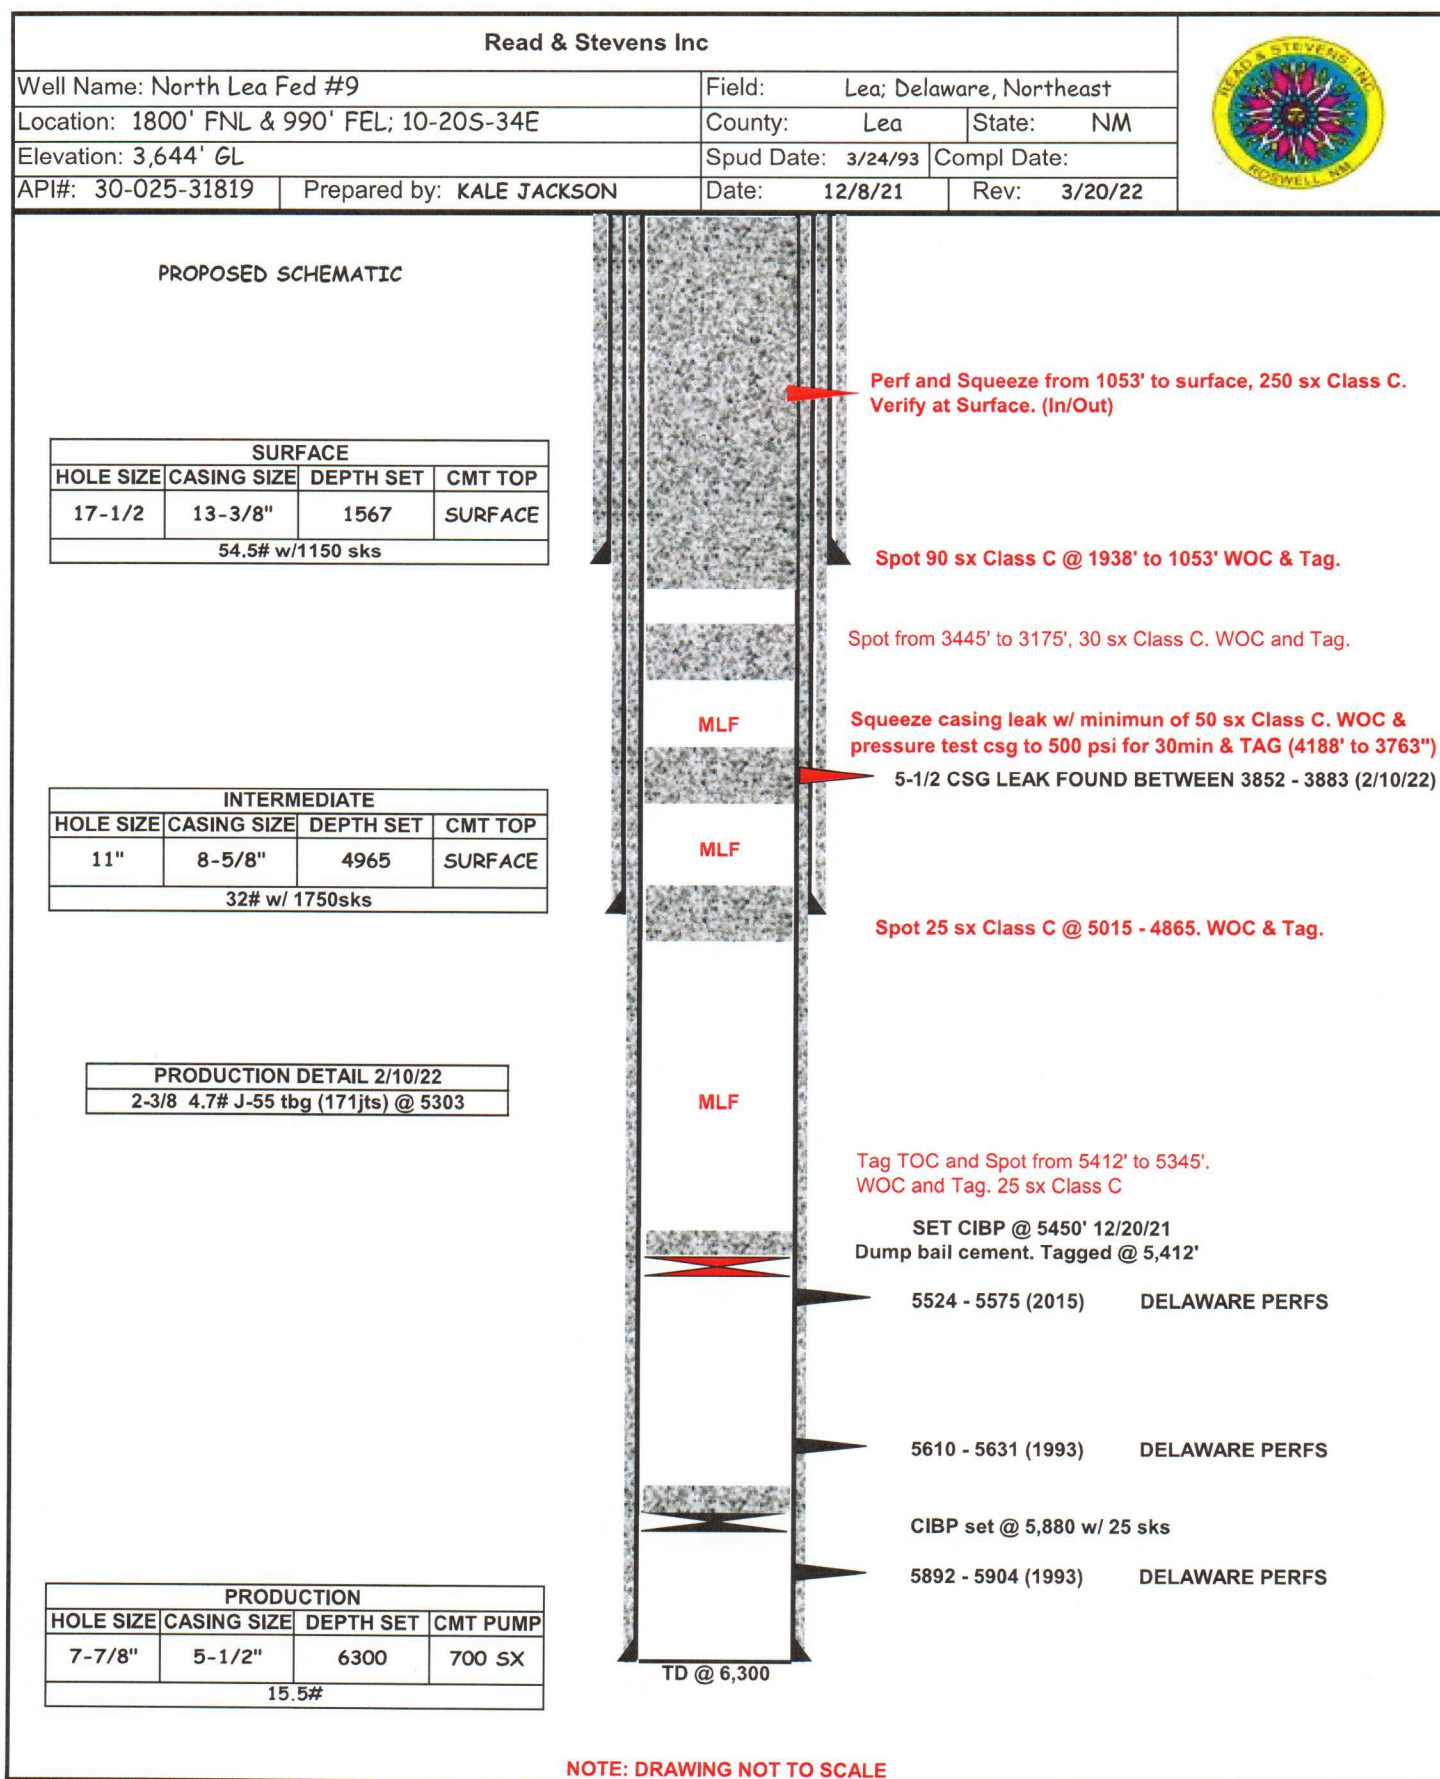 Read & Stevens Inc
READ & STEVENS, INC.
ROSWELL, NM
Well Name: North Lea Fed #9
Field: Lea; Delaware, Northeast
Location: 1800' FNL & 990' FEL; 10-20S-34E
County: Lea State: NM
Elevation: 3,644' GL
Spud Date: 3/24/93 Compl Date:
API#: 30-025-31819 Prepared by: KALE JACKSON
Date: 12/8/21 Rev: 3/20/22
PROPOSED SCHEMATIC
Perf and Squeeze from 1053' to surface, 250 sx Class C.
Verify at Surface. (In/Out)
SURFACE
HOLE SIZE CASING SIZE DEPTH SET CMT TOP
17-1/2 13-3/8" 1567 SURFACE
54.5# w/1150 sks
Spot 90 sx Class C @ 1938' to 1053' WOC & Tag.
Spot from 3445' to 3175', 30 sx Class C. WOC and Tag.
MLF
Squeeze casing leak w/ minimun of 50 sx Class C. WOC &
pressure test csg to 500 psi for 30min & TAG (4188' to 3763")
5-1/2 CSG LEAK FOUND BETWEEN 3852 - 3883 (2/10/22)
INTERMEDIATE
HOLE SIZE CASING SIZE DEPTH SET CMT TOP
11" 8-5/8" 4965 SURFACE
32# w/ 1750sks
MLF
Spot 25 sx Class C @ 5015 - 4865. WOC & Tag.
PRODUCTION DETAIL 2/10/22
2-3/8 4.7# J-55 tbg (171jts) @ 5303
MLF
Tag TOC and Spot from 5412' to 5345'.
WOC and Tag. 25 sx Class C
SET CIBP @ 5450' 12/20/21
Dump bail cement. Tagged @ 5,412'
5524 - 5575 (2015) DELAWARE PERFS
5610 - 5631 (1993) DELAWARE PERFS
CIBP set @ 5,880 w/ 25 sks
5892 - 5904 (1993) DELAWARE PERFS
PRODUCTION
HOLE SIZE CASING SIZE DEPTH SET CMT PUMP
7-7/8" 5-1/2" 6300 700 SX
15.5#
TD @ 6,300
NOTE: DRAWING NOT TO SCALE